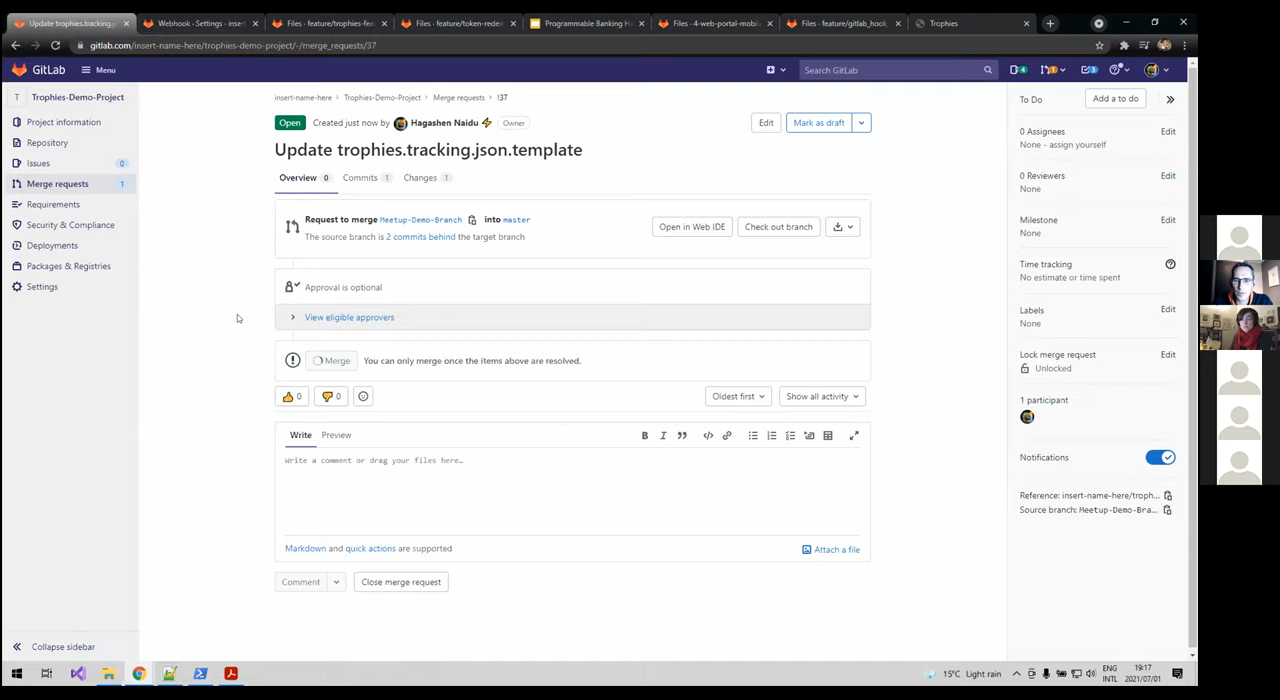 Update trophies.tracking.j
Webhook · Settings · insert
Files · feature/trophies-fee
Files · feature/token-redem
Programmable Banking H
Files · 4-web-portal-mobile
Files · feature/gitlab_hook
Trophies
gitlab.com/insert-name-here/trophies-demo-project/-/merge_requests/37
GitLab
Menu
Search GitLab
4
1
3
T Trophies-Demo-Project
Project information
Repository
Issues 0
Merge requests 1
Requirements
Security & Compliance
Deployments
Packages & Registries
Settings
Collapse sidebar
insert-name-here › Trophies-Demo-Project › Merge requests › !37
Open Created just now by Hagashen Naidu Owner
Edit
Mark as draft
Update trophies.tracking.json.template
Overview 0 Commits 1 Changes 1
Request to merge Meetup-Demo-Branch into master
The source branch is 2 commits behind the target branch
Open in Web IDE
Check out branch
Approval is optional
View eligible approvers
Merge You can only merge once the items above are resolved.
0
0
Oldest first
Show all activity
Write Preview
Write a comment or drag your files here…
Markdown and quick actions are supported
Attach a file
Comment
Close merge request
To Do
Add a to do
0 Assignees Edit
None - assign yourself
0 Reviewers Edit
None
Milestone Edit
None
Time tracking
No estimate or time spent
Labels Edit
None
Lock merge request Edit
Unlocked
1 participant
Notifications
Reference: insert-name-here/troph...
Source branch: Meetup-Demo-Bra...
15°C Light rain
ENG
INTL
19:17
2021/07/01